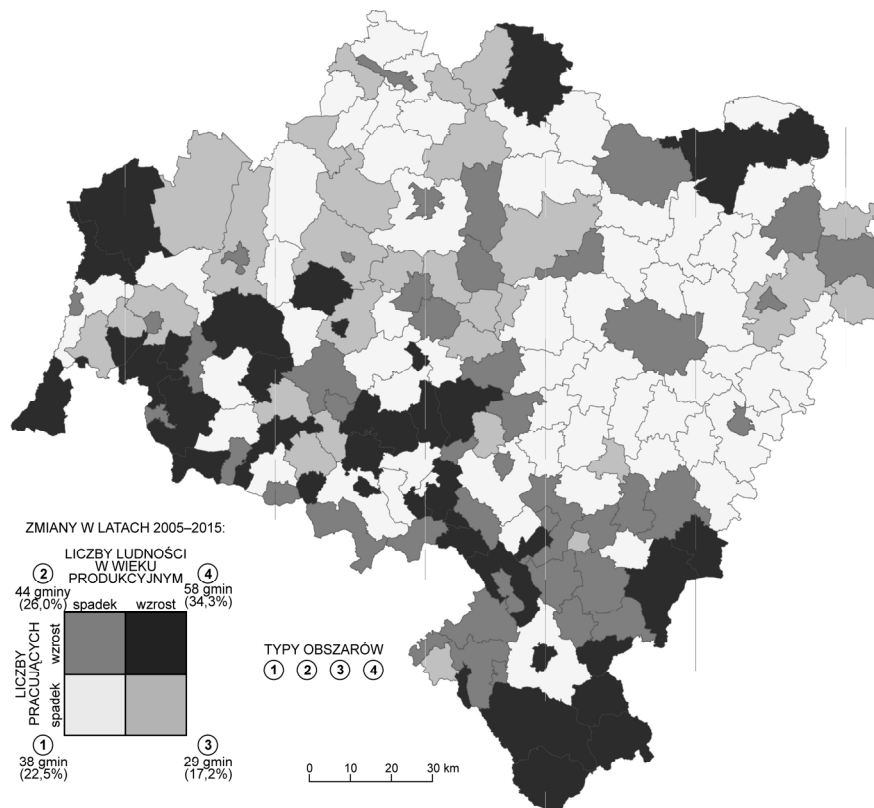 ZMIANY W LATACH 2005–2015:
LICZBY LUDNOŚCI
W WIEKU
PRODUKCYJNYM
2
44 gminy
(26,0%)
4
58 gmin
(34,3%)
spadek
wzrost
LICZBY
PRACUJĄCYCH
wzrost
spadek
1
38 gmin
(22,5%)
3
29 gmin
(17,2%)
TYPY OBSZARÓW
1 2 3 4
0 10 20 30 km